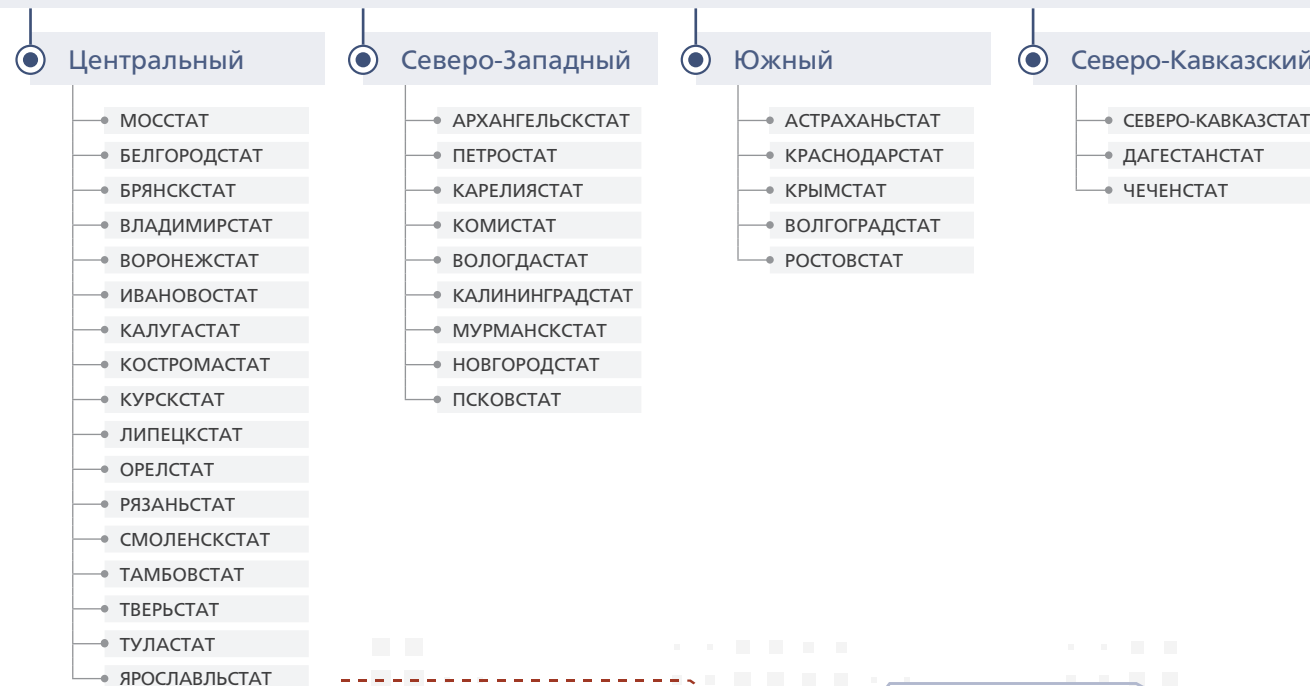 Центральный
МОССТАТ
БЕЛГОРОДСТАТ
БРЯНСКСТАТ
ВЛАДИМИРСТАТ
ВОРОНЕЖСТАТ
ИВАНОВОСТАТ
КАЛУГАСТАТ
КОСТРОМАСТАТ
КУРСКСТАТ
ЛИПЕЦКСТАТ
ОРЕЛСТАТ
РЯЗАНЬСТАТ
СМОЛЕНСКСТАТ
ТАМБОВСТАТ
ТВЕРЬСТАТ
ТУЛАСТАТ
ЯРОСЛАВЛЬСТАТ
Северо-Западный
АРХАНГЕЛЬСКСТАТ
ПЕТРОСТАТ
КАРЕЛИЯСТАТ
КОМИСТАТ
ВОЛОГДАСТАТ
КАЛИНИНГРАДСТАТ
МУРМАНСКСТАТ
НОВГОРОДСТАТ
ПСКОВСТАТ
Южный
АСТРАХАНЬСТАТ
КРАСНОДАРСТАТ
КРЫМСТАТ
ВОЛГОГРАДСТАТ
РОСТОВСТАТ
Северо-Кавказский
СЕВЕРО-КАВКАЗСТАТ
ДАГЕСТАНСТАТ
ЧЕЧЕНСТАТ